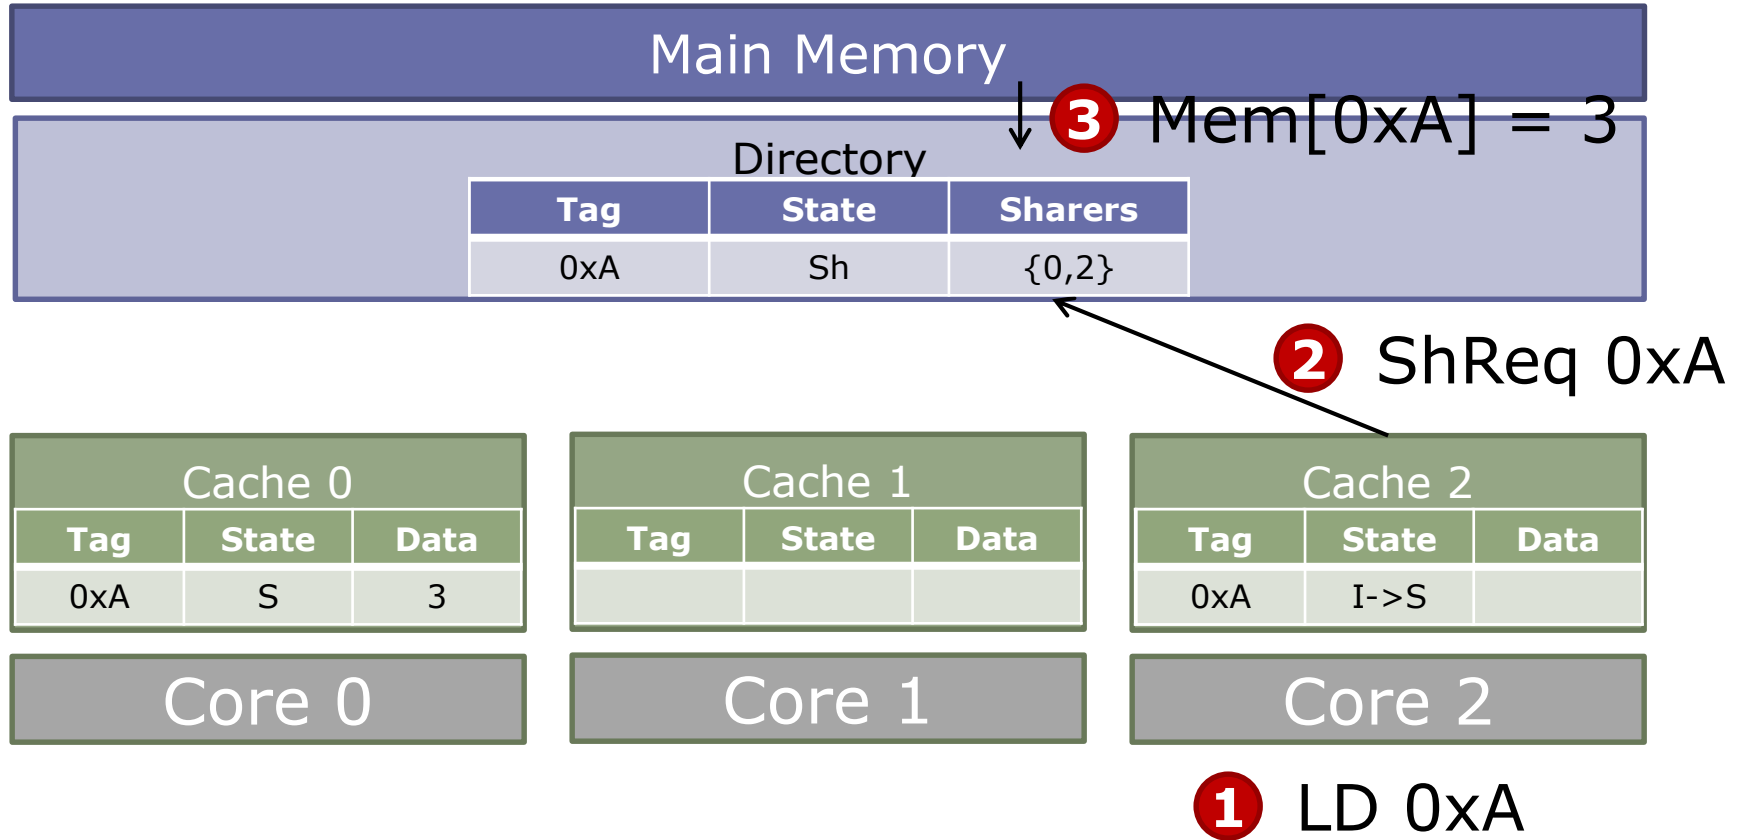 Main Memory
3 Mem[0xA] = 3
Directory
Tag State Sharers
0xA Sh {0,2}
2 ShReq 0xA
Cache 0
Tag State Data
0xA S 3
Cache 1
Tag State Data
Cache 2
Tag State Data
0xA I->S
Core 0
Core 1
Core 2
1 LD 0xA